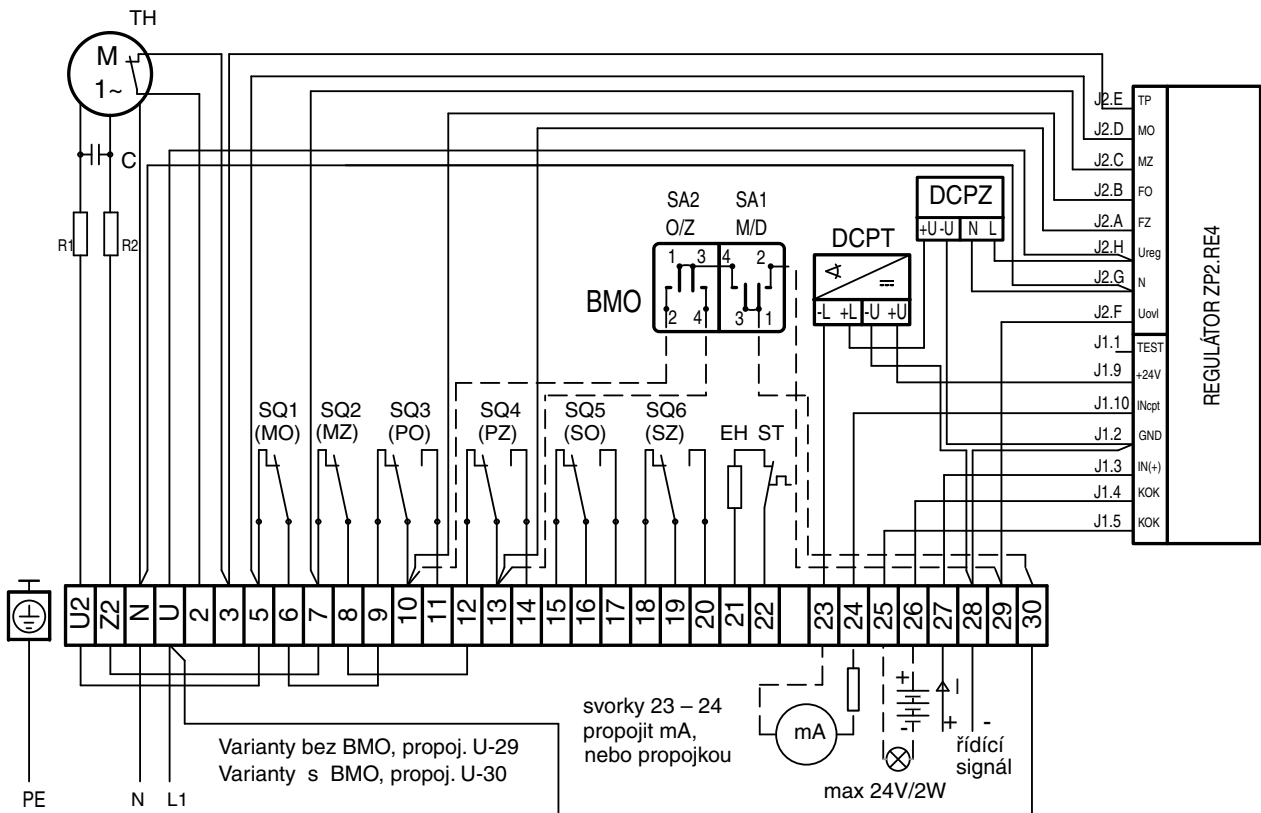 TH
M
1~
C
R1
R2
J2.E TP
J2.D MO
J2.C MZ
J2.B FO
J2.A FZ
J2.H Ureg
J2.G N
J2.F Uovl
J1.1 TEST
J1.9 +24V
J1.10 INcpt
J1.2 GND
J1.3 IN(+)
J1.4 KOK
J1.5 KOK
REGULÁTOR ZP2.RE4
DCPZ
+U -U N L
DCPT
=
-L +L -U +U
SA2 SA1
O/Z M/D
BMO
1 3 4 2
2 4 3 1
SQ1
(MO)
SQ2
(MZ)
SQ3
(PO)
SQ4
(PZ)
SQ5
(SO)
SQ6
(SZ)
EH ST
U2 Z2 N U 2 3 5 6 7 8 9 10 11 12 13 14 15 16 17 18 19 20 21 22 23 24 25 26 27 28 29 30
svorky 23 – 24
propojit mA,
nebo propojkou
mA
+
-
I
+ -
řídící
signál
max 24V/2W
Varianty bez BMO, propoj. U-29
Varianty s BMO, propoj. U-30
PE
N
L1